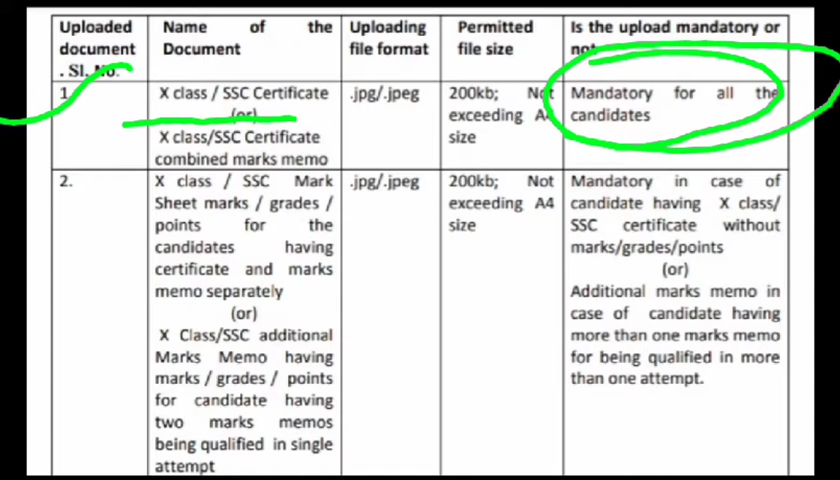 Uploaded document . Sl. No.
Name of the Document
Uploading file format
Permitted file size
Is the upload mandatory or not
1.
X class / SSC Certificate
(or)
X class/SSC Certificate
combined marks memo
.jpg/.jpeg
200kb; Not
exceeding A4
size
Mandatory for all the
candidates
2.
X class / SSC Mark
Sheet marks / grades /
points for the
candidates having
certificate and marks
memo separately
(or)
X Class/SSC additional
Marks Memo having
marks / grades / points
for candidate having
two marks memos
being qualified in single
attempt
.jpg/.jpeg
200kb; Not
exceeding A4
size
Mandatory in case of
candidate having X class/
SSC certificate without
marks/grades/points
(or)
Additional marks memo in
case of candidate having
more than one marks memo
for being qualified in more
than one attempt.